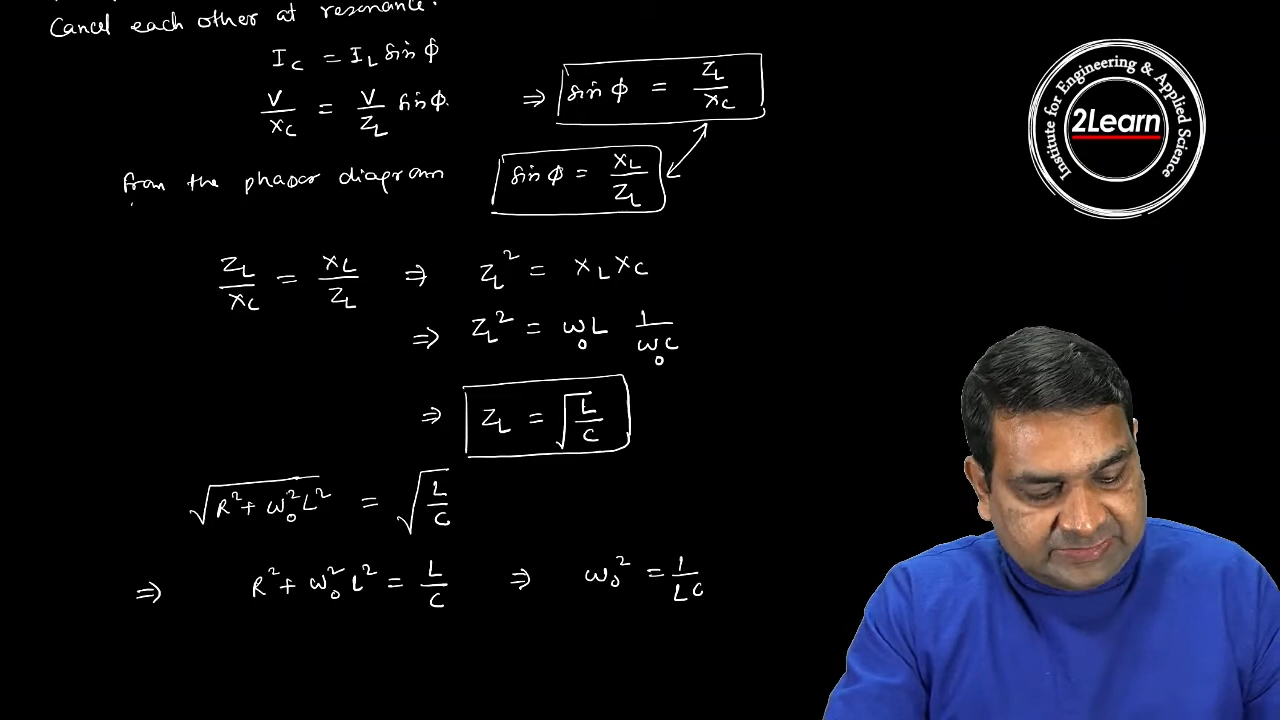 Cancel each other at resonance.
I_C = I_L sin φ
V/X_C = V/Z_L sin φ ⇒ sin φ = Z_L/X_C
from the phasor diagram sin φ = X_L/Z_L
Z_L/X_C = X_L/Z_L ⇒ Z_L² = X_L X_C
⇒ Z_L² = ω₀L 1/ω₀C
⇒ Z_L = √(L/C)
√(R² + ω₀²L²) = √(L/C)
⇒ R² + ω₀²L² = L/C ⇒ ω₀² = 1/LC
Institute for Engineering & Applied Science
2Learn